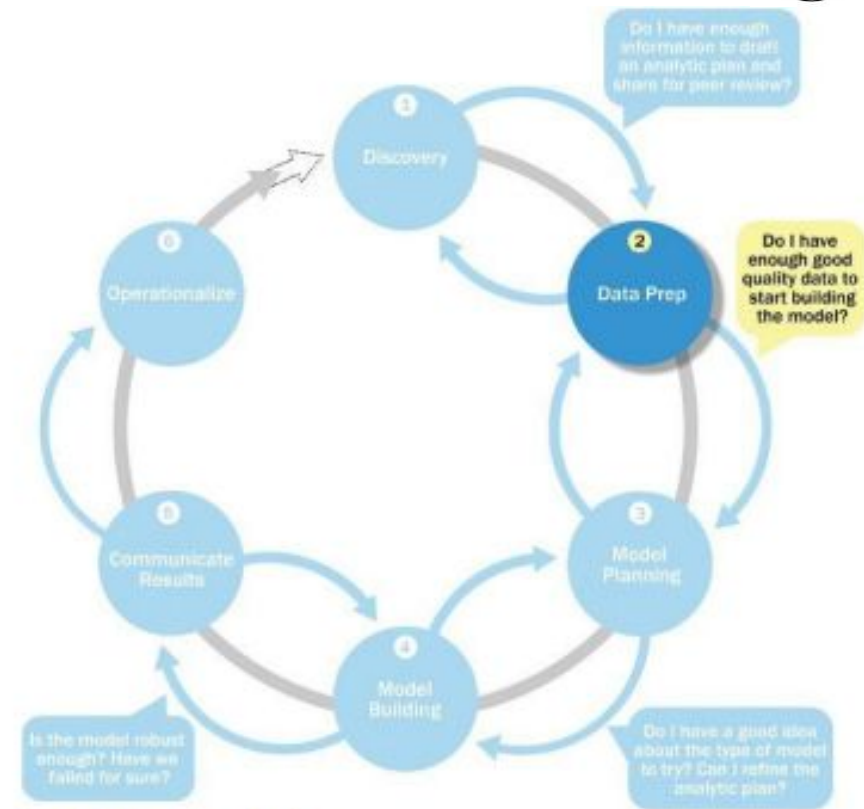 Do I have enough
information to draft
an analytic plan and
share for peer review?
1
Discovery
2
Data Prep
Do I have
enough good
quality data to
start building
the model?
6
Operationalize
3
Model
Planning
5
Communicate
Results
4
Model
Building
Is the model robust
enough? Have we
failed for sure?
Do I have a good idea
about the type of model
to try? Can I refine the
analytic plan?